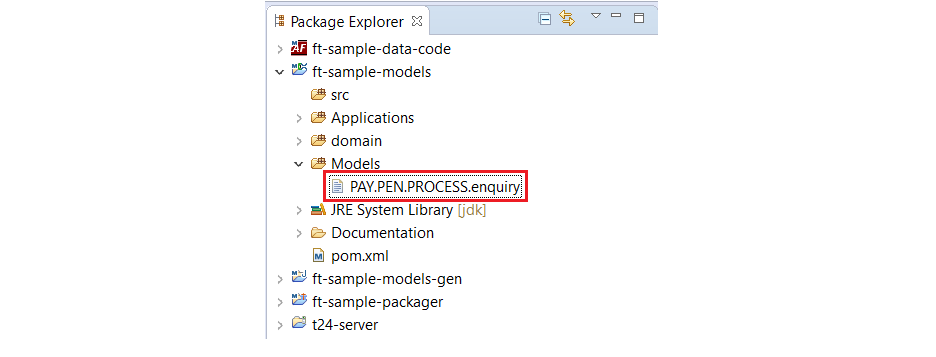 Package Explorer
ft-sample-data-code
ft-sample-models
src
Applications
domain
Models
PAY.PEN.PROCESS.enquiry
JRE System Library [jdk]
Documentation
pom.xml
ft-sample-models-gen
ft-sample-packager
t24-server